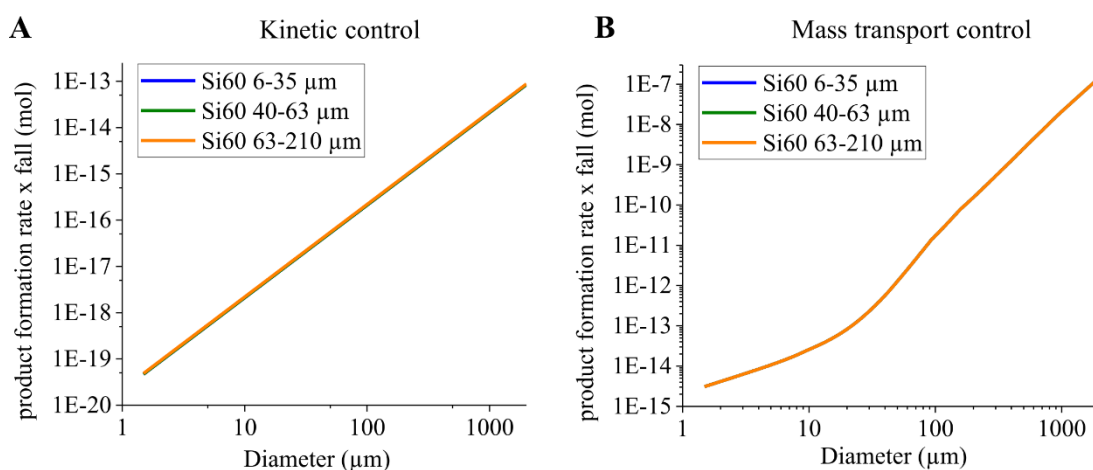 A
Kinetic control
Si60 6-35 µm
Si60 40-63 µm
Si60 63-210 µm
1E-13
1E-14
1E-15
1E-16
1E-17
1E-18
1E-19
1E-20
product formation rate x fall (mol)
1
10
100
1000
Diameter (µm)
B
Mass transport control
Si60 6-35 µm
Si60 40-63 µm
Si60 63-210 µm
1E-7
1E-8
1E-9
1E-10
1E-11
1E-12
1E-13
1E-14
1E-15
product formation rate x fall (mol)
1
10
100
1000
Diameter (µm)